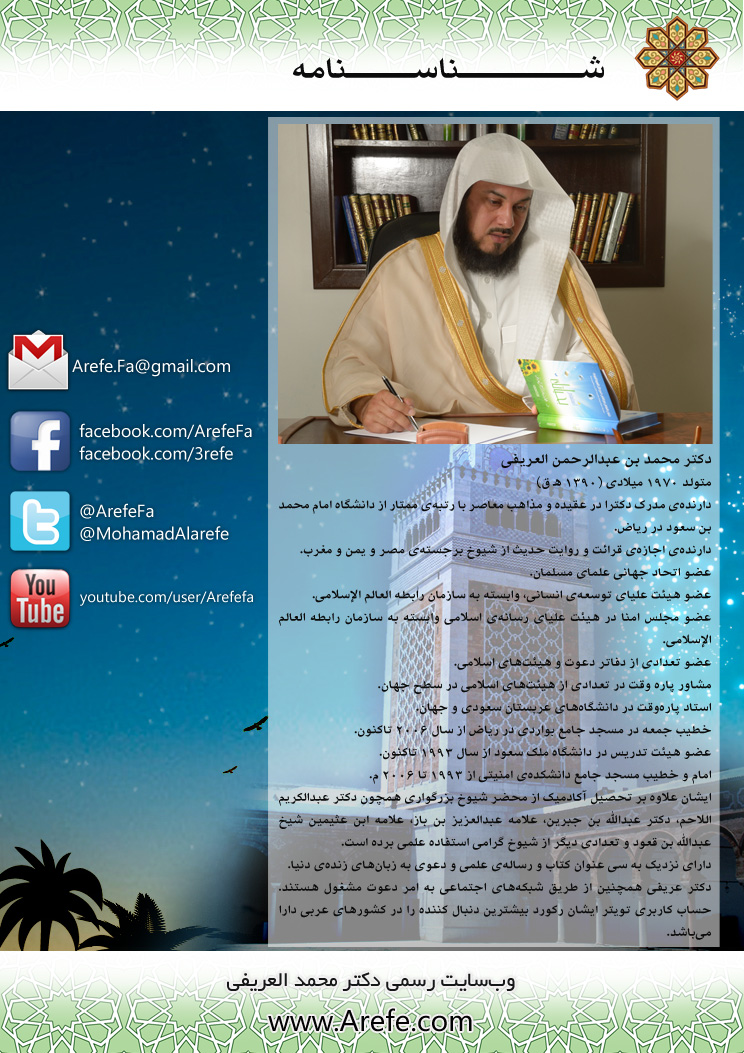 شـــــــــناســـــــنامه
Arefe.Fa@gmail.com
facebook.com/ArefeFa
facebook.com/3refe
@ArefeFa
@MohamadAlarefe
You
Tube
youtube.com/user/Arefefa
دکتر محمد بن عبدالرحمن العریفی
متولد ۱۹۷۰ میلادی (۱۳۹۰ هـ ق)
دارنده‌ی مدرک دکترا در عقیده و مذاهب معاصر با رتبه‌ی ممتاز از دانشگاه امام محمد
بن سعود در ریاض.
دارنده‌ی اجازه‌ی قرائت و روایت حدیث از شیوخ برجسته‌ی مصر و یمن و مغرب.
عضو اتحاد جهانی علمای مسلمان.
عضو هیئت علیای توسعه‌ی انسانی، وابسته به سازمان رابطه العالم الإسلامی.
عضو مجلس امنا در هیئت علیای رسانه‌ی اسلامی وابسته به سازمان رابطه العالم
الإسلامی.
عضو تعدادی از دفاتر دعوت و هیئت‌های اسلامی.
مشاور پاره وقت در تعدادی از هیئت‌های اسلامی در سطح جهان.
استاد پاره‌وقت در دانشگاه‌های عربستان سعودی و جهان.
خطیب جمعه در مسجد جامع بواردی در ریاض از سال ۲۰۰۶ تاکنون.
عضو هیئت تدریس در دانشگاه ملک سعود از سال ۱۹۹۳ تاکنون.
امام و خطیب مسجد جامع دانشکده‌ی امنیتی از ۱۹۹۳ تا ۲۰۰۶ م.
ایشان علاوه بر تحصیل آکادمیک از محضر شیوخ بزرگواری همچون دکتر عبدالکریم
اللاحم، دکتر عبدالله بن جبرین، علامه عبدالعزیز بن باز، علامه ابن عثیمین شیخ
عبدالله بن قعود و تعدادی دیگر از شیوخ گرامی استفاده علمی برده است.
دارای نزدیک به سی عنوان کتاب و رساله‌ی علمی و دعوی به زبان‌های زنده‌ی دنیا.
دکتر عریفی همچنین از طریق شبکه‌های اجتماعی به امر دعوت مشغول هستند.
حساب کاربری تویتر ایشان رکورد بیشترین دنبال کننده را در کشورهای عربی دارا
می‌باشد.
وب‌سایت رسمی دکتر محمد العریفی
www.Arefe.com